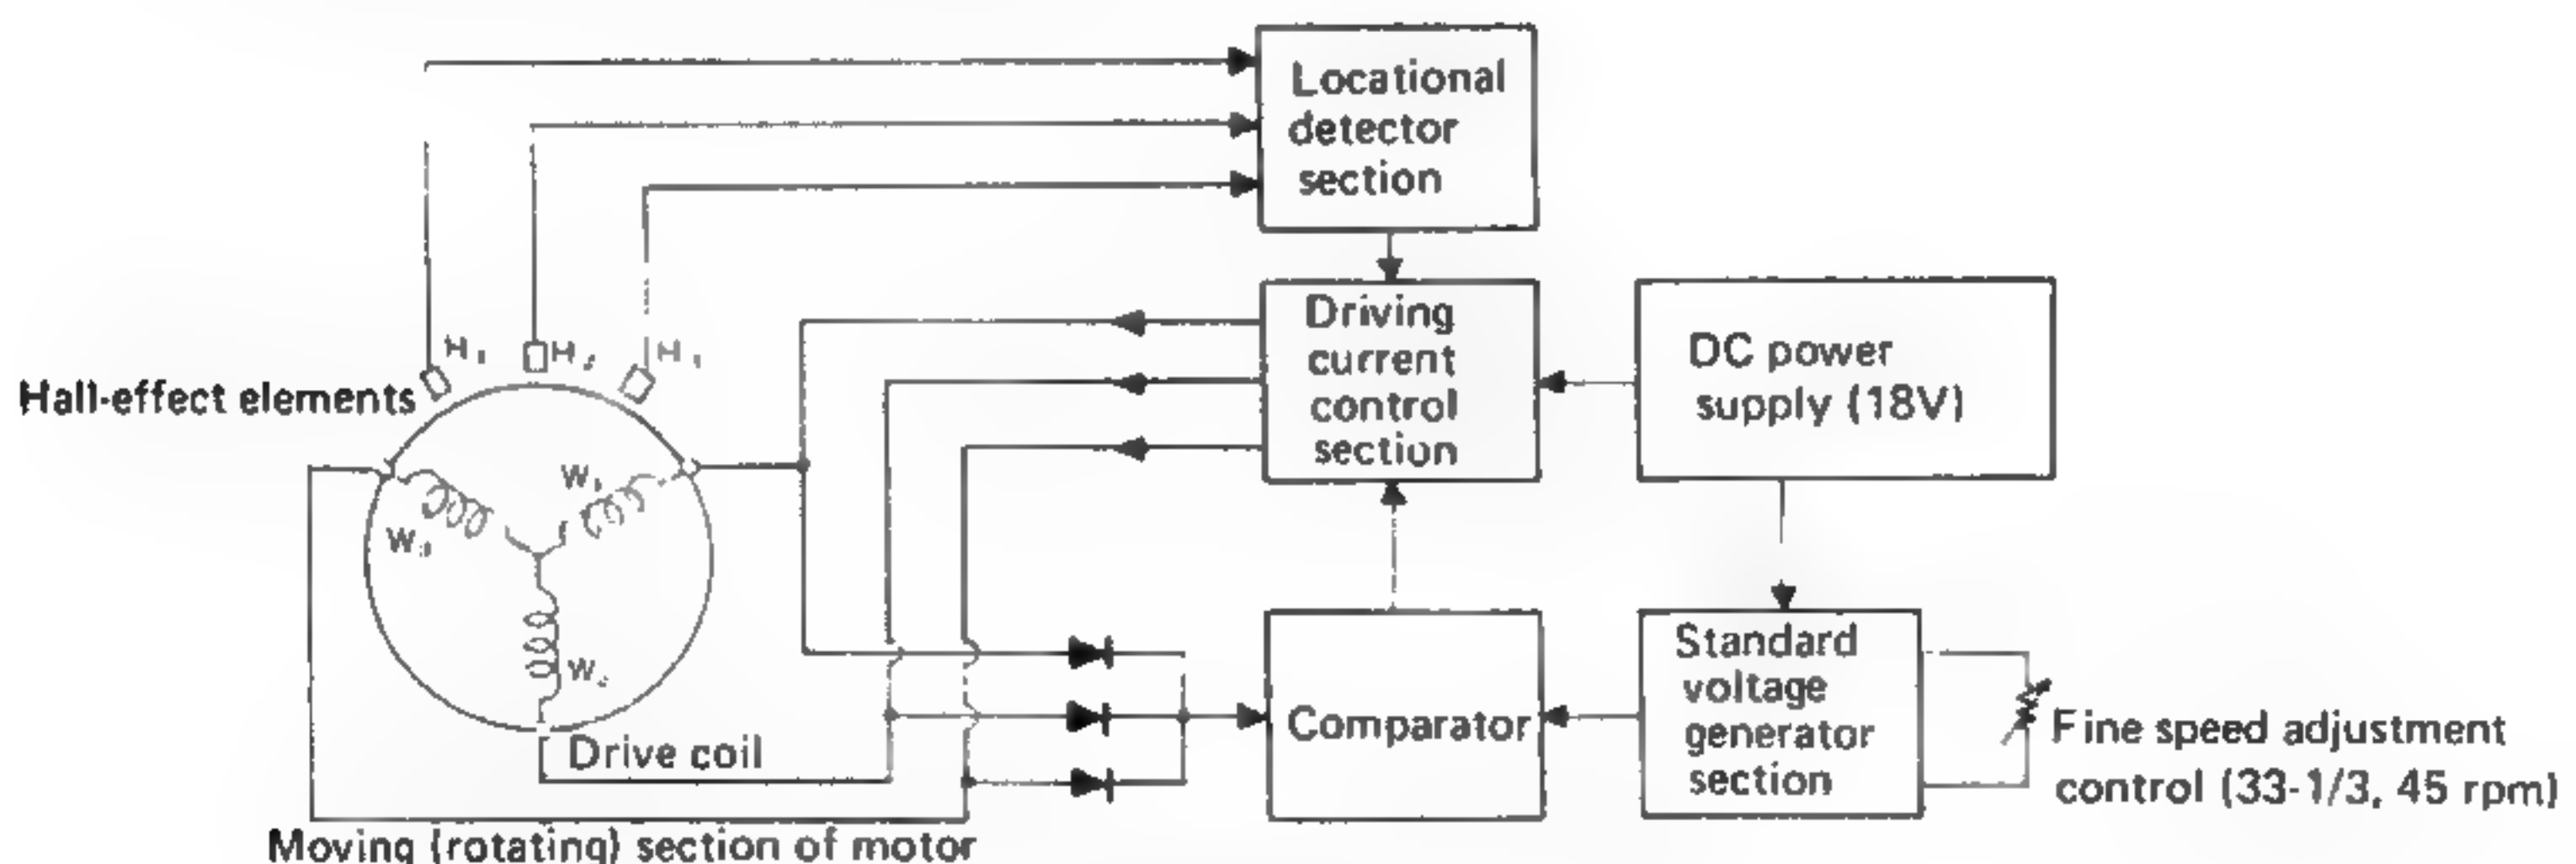 Locational
detector
section
Driving
current
control
section
DC power
supply (18V)
Hall-effect elements
Drive coil
Moving (rotating) section of motor
Comparator
Standard
voltage
generator
section
Fine speed adjustment
control (33-1/3, 45 rpm)